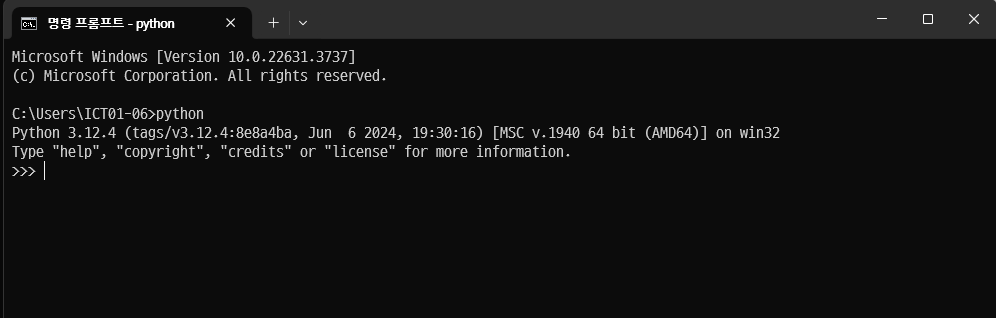 명령 프롬프트 - python
Microsoft Windows [Version 10.0.22631.3737]
(c) Microsoft Corporation. All rights reserved.
C:\Users\ICT01-06>python
Python 3.12.4 (tags/v3.12.4:8e8a4ba, Jun  6 2024, 19:30:16) [MSC v.1940 64 bit (AMD64)] on win32
Type "help", "copyright", "credits" or "license" for more information.
>>>